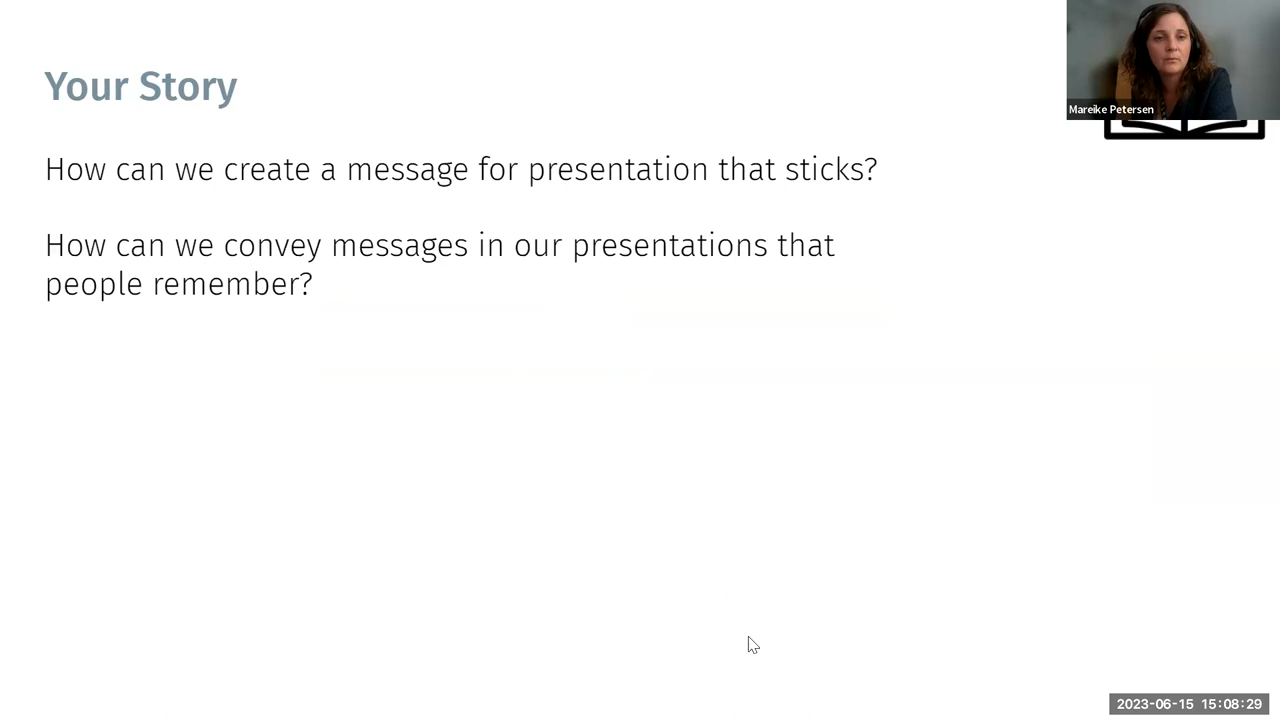 Your Story
Mareike Petersen
How can we create a message for presentation that sticks?
How can we convey messages in our presentations that
people remember?
2023-06-15 15:08:29